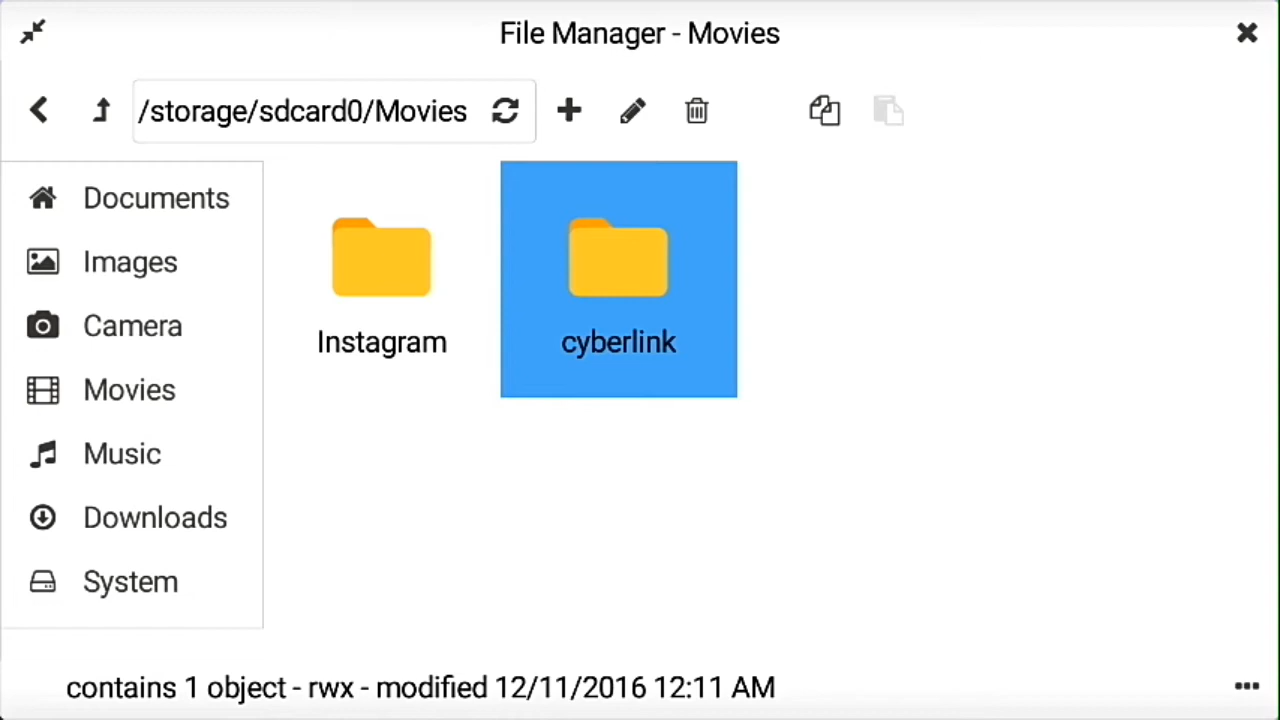 File Manager - Movies
/storage/sdcard0/Movies
Documents
Images
Camera
Movies
Music
Downloads
System
Instagram
cyberlink
contains 1 object - rwx - modified 12/11/2016 12:11 AM